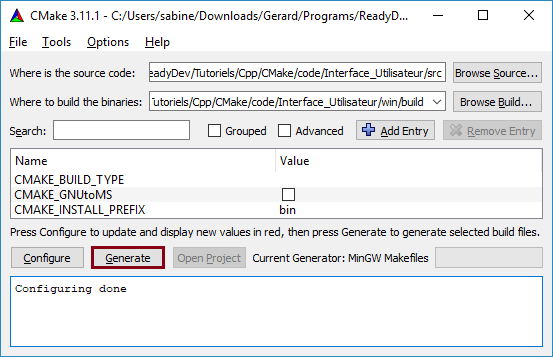 CMake 3.11.1 - C:/Users/sabine/Downloads/Gerard/Programs/ReadyD...
File Tools Options Help
Where is the source code: ReadyDev/Tutoriels/Cpp/CMake/code/Interface_Utilisateur/src Browse Source...
Where to build the binaries: Tutoriels/Cpp/CMake/code/Interface_Utilisateur/win/build Browse Build...
Search: Grouped Advanced Add Entry Remove Entry
Name Value
CMAKE_BUILD_TYPE
CMAKE_GNUtoMS
CMAKE_INSTALL_PREFIX bin
Press Configure to update and display new values in red, then press Generate to generate selected build files.
Configure Generate Open Project Current Generator: MinGW Makefiles
Configuring done